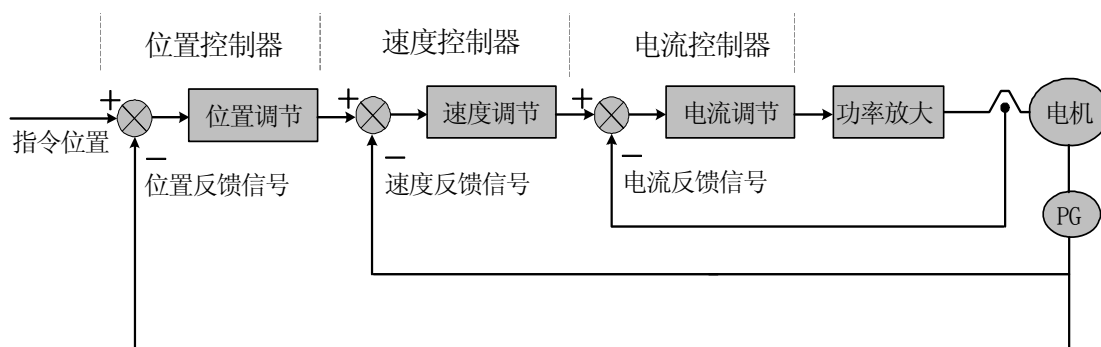 位置控制器
速度控制器
电流控制器
+
+
+
位置调节
速度调节
电流调节
功率放大
电机
指令位置
−
−
−
位置反馈信号
速度反馈信号
电流反馈信号
PG